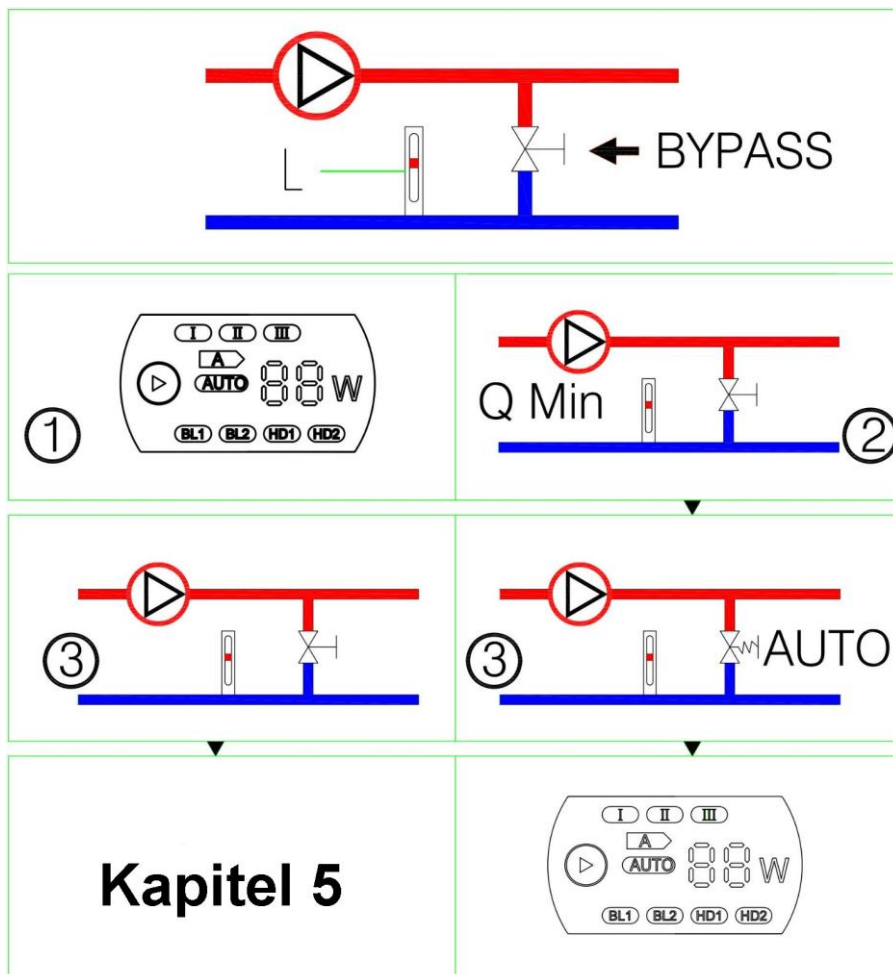 BYPASS
L
I II III
A
AUTO 88 W
BL1 BL2 HD1 HD2
1
Q Min
2
3
3
AUTO
Kapitel 5
I II III
A
AUTO 88 W
BL1 BL2 HD1 HD2